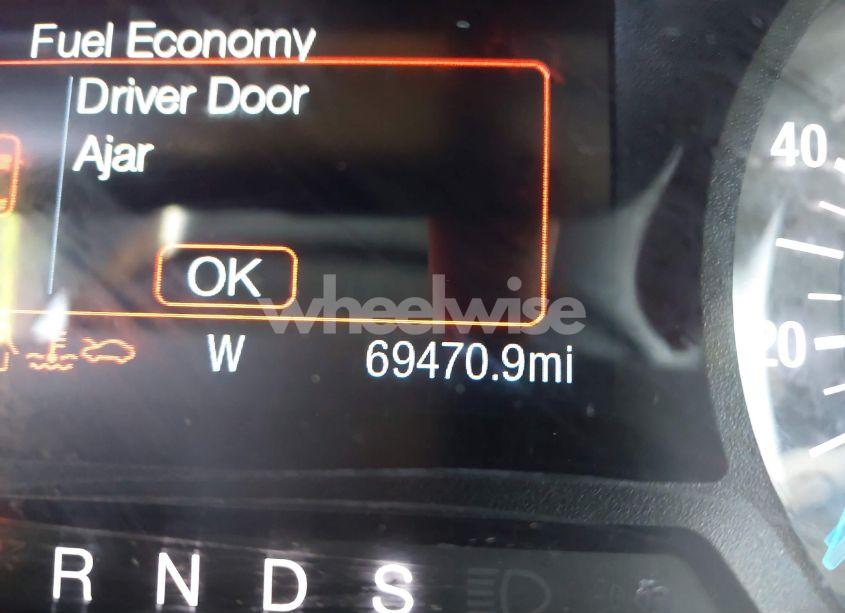 Fuel Economy
Driver Door
Ajar
OK
wheelwise
W
69470.9mi
40
20
R N D S